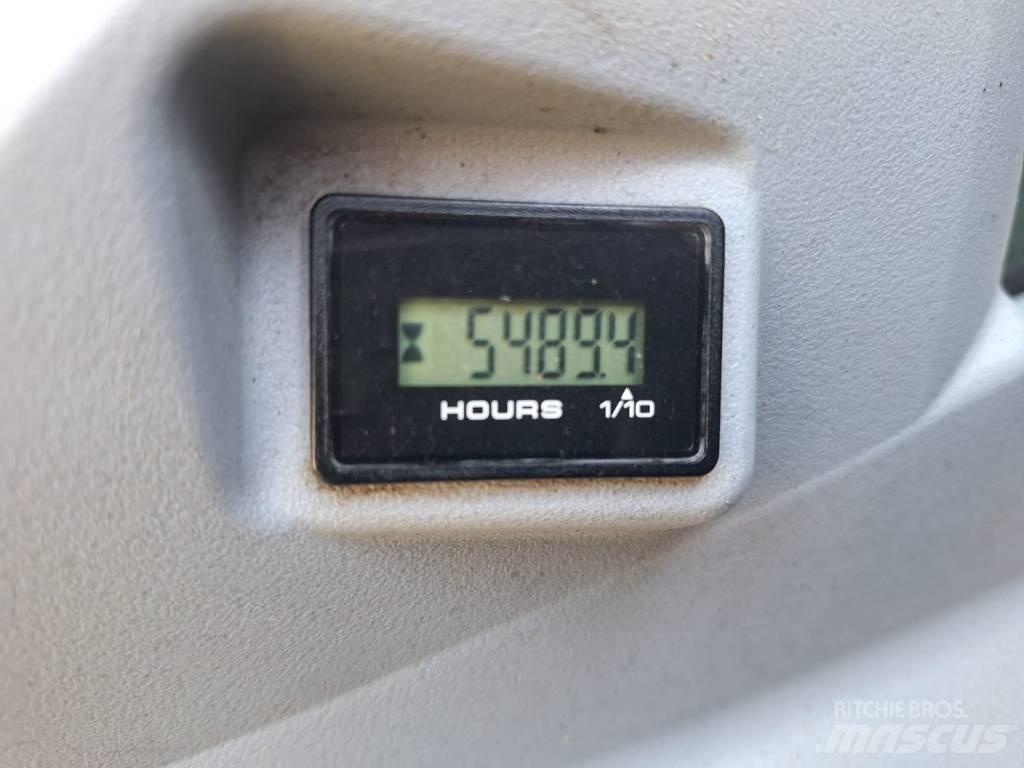 5489.4
HOURS 1/10
RITCHIE BROS.
MASCUS